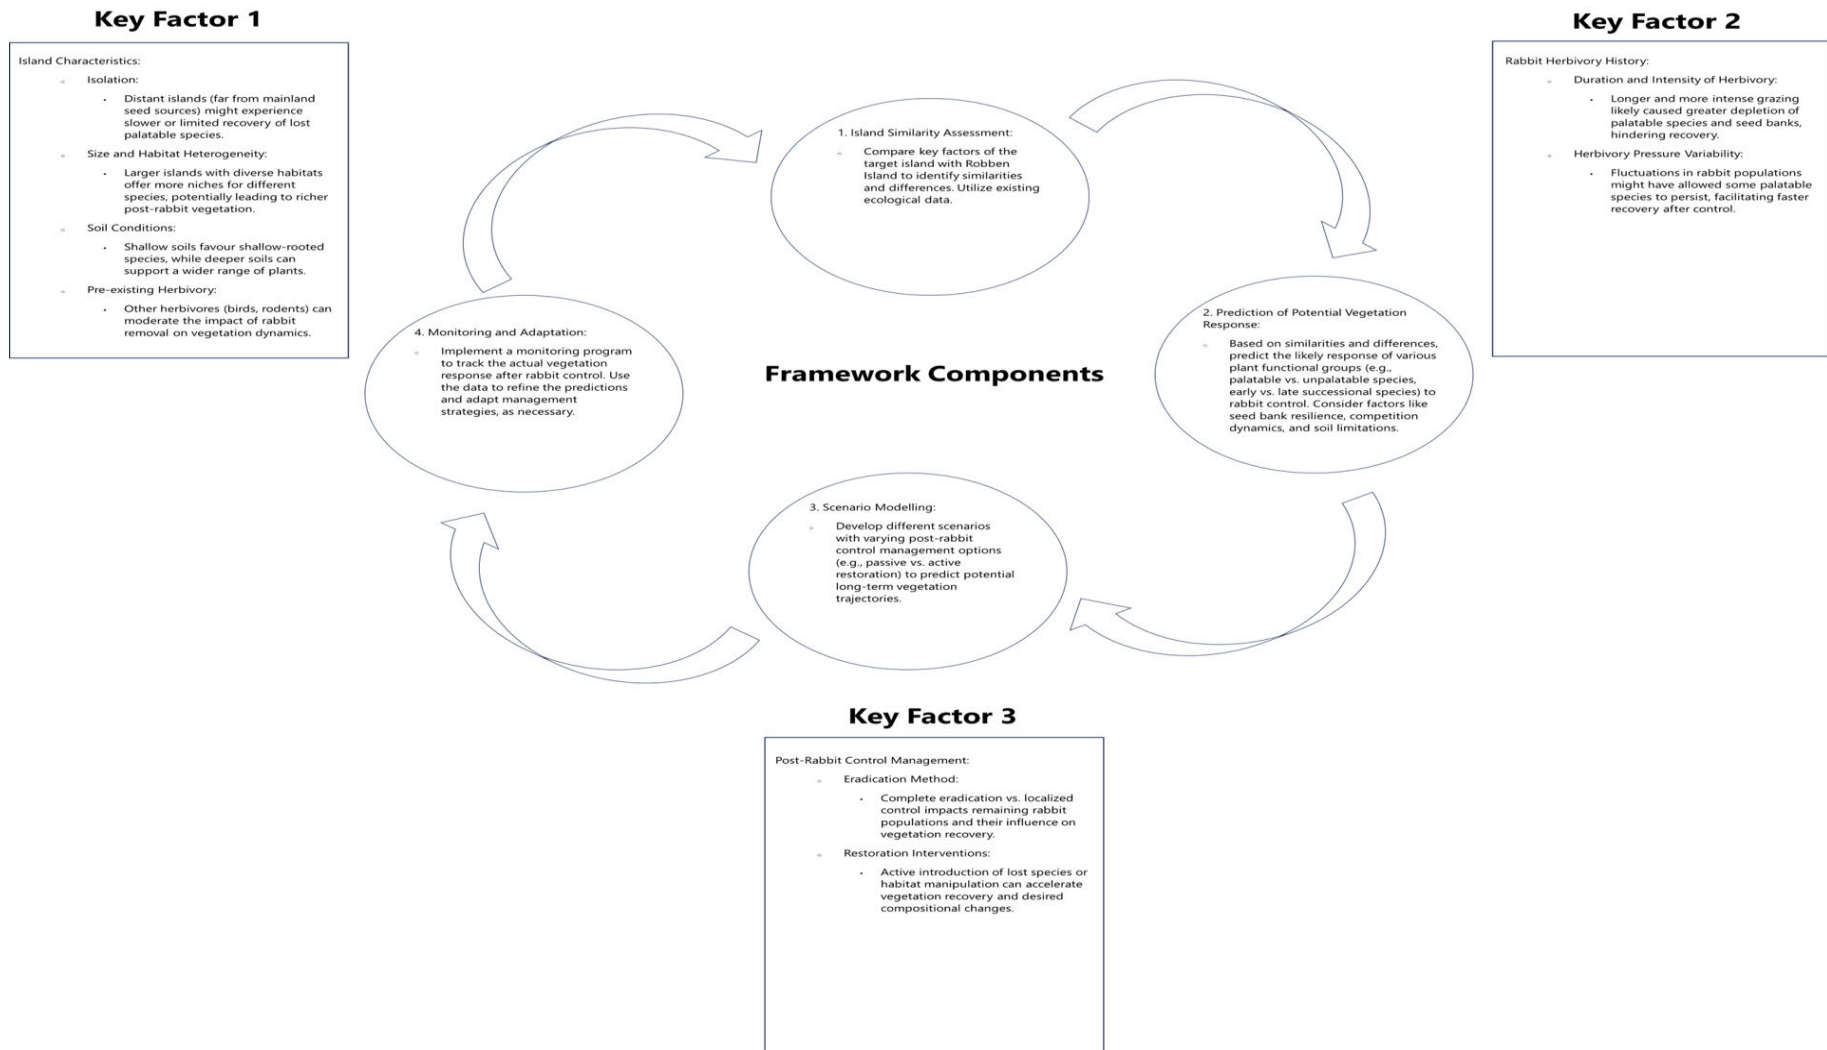 Key Factor 1
Island Characteristics:
Isolation:
Distant islands (far from mainland
seed sources) might experience
slower or limited recovery of lost
palatable species.
Size and Habitat Heterogeneity:
Larger islands with diverse habitats
offer more niches for different
species, potentially leading to richer
post-rabbit vegetation.
Soil Conditions:
Shallow soils favour shallow-rooted
species, while deeper soils can
support a wider range of plants.
Pre-existing Herbivory:
Other herbivores (birds, rodents) can
moderate the impact of rabbit
removal on vegetation dynamics.
Key Factor 2
Rabbit Herbivory History:
Duration and Intensity of Herbivory:
Longer and more intense grazing
likely caused greater depletion of
palatable species and seed banks,
hindering recovery.
Herbivory Pressure Variability:
Fluctuations in rabbit populations
might have allowed some palatable
species to persist, facilitating faster
recovery after control.
Framework Components
1. Island Similarity Assessment:
Compare key factors of the
target island with Robben
Island to identify similarities
and differences. Utilize existing
ecological data.
2. Prediction of Potential Vegetation
Response:
Based on similarities and differences,
predict the likely response of various
plant functional groups (e.g.,
palatable vs. unpalatable species,
early vs. late successional species) to
rabbit control. Consider factors like
seed bank resilience, competition
dynamics, and soil limitations.
3. Scenario Modelling:
Develop different scenarios
with varying post-rabbit
control management options
(e.g., passive vs. active
restoration) to predict potential
long-term vegetation
trajectories.
4. Monitoring and Adaptation:
Implement a monitoring program
to track the actual vegetation
response after rabbit control. Use
the data to refine the predictions
and adapt management
strategies, as necessary.
Key Factor 3
Post-Rabbit Control Management:
Eradication Method:
Complete eradication vs. localized
control impacts remaining rabbit
populations and their influence on
vegetation recovery.
Restoration Interventions:
Active introduction of lost species or
habitat manipulation can accelerate
vegetation recovery and desired
compositional changes.